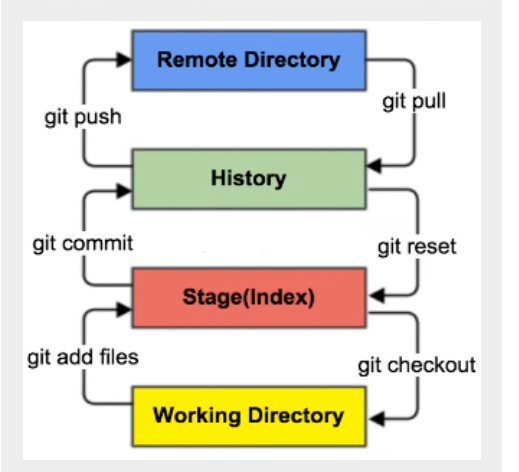 Remote Directory
git pull
git push
History
git commit
git reset
Stage(Index)
git add files
git checkout
Working Directory